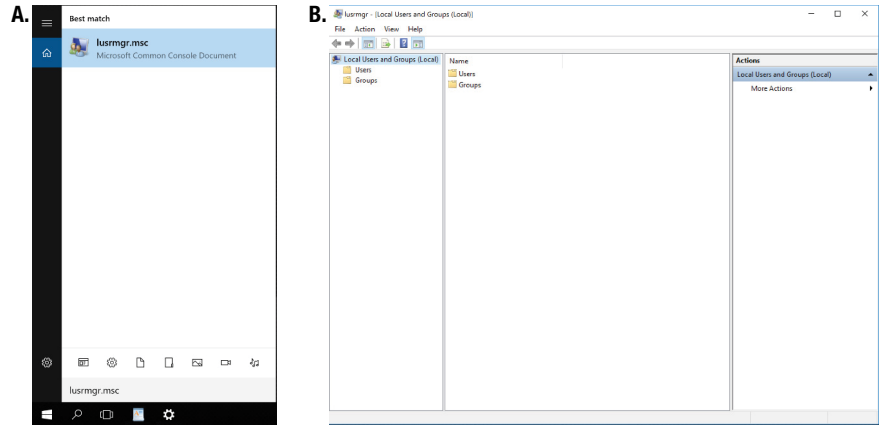 A.
Best match
lusrmgr.msc
Microsoft Common Console Document
lusrmgr.msc
B.
lusrmgr - [Local Users and Groups (Local)]
File Action View Help
Local Users and Groups (Local)
Users
Groups
Name
Users
Groups
Actions
Local Users and Groups (Local)
More Actions